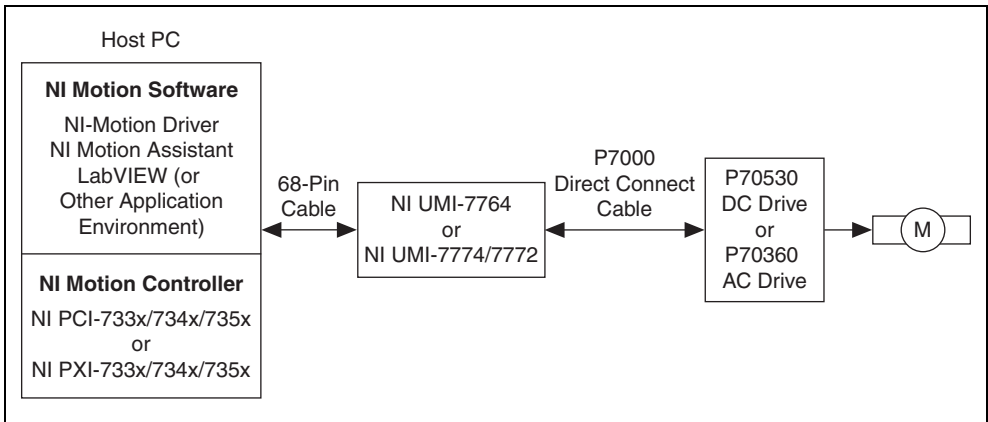 Host PC
NI Motion Software
NI-Motion Driver
NI Motion Assistant
LabVIEW (or
Other Application
Environment)
NI Motion Controller
NI PCI-733x/734x/735x
or
NI PXI-733x/734x/735x
68-Pin
Cable
NI UMI-7764
or
NI UMI-7774/7772
P7000
Direct Connect
Cable
P70530
DC Drive
or
P70360
AC Drive
M